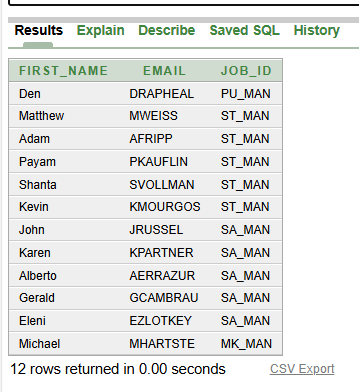 Results Explain Describe Saved SQL History
FIRST_NAME EMAIL JOB_ID
Den DRAPHEAL PU_MAN
Matthew MWEISS ST_MAN
Adam AFRIPP ST_MAN
Payam PKAUFLIN ST_MAN
Shanta SVOLLMAN ST_MAN
Kevin KMOURGOS ST_MAN
John JRUSSEL SA_MAN
Karen KPARTNER SA_MAN
Alberto AERRAZUR SA_MAN
Gerald GCAMBRAU SA_MAN
Eleni EZLOTKEY SA_MAN
Michael MHARTSTE MK_MAN
12 rows returned in 0.00 seconds CSV Export